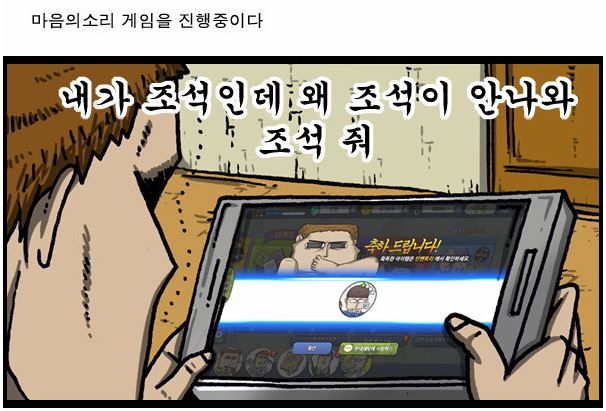 마음의소리 게임을 진행중이다
내가 조석인데 왜 조석이 안나와
조석 줘
축하드립니다!
획득한 아이템은 인벤토리에서 확인하세요.
확인